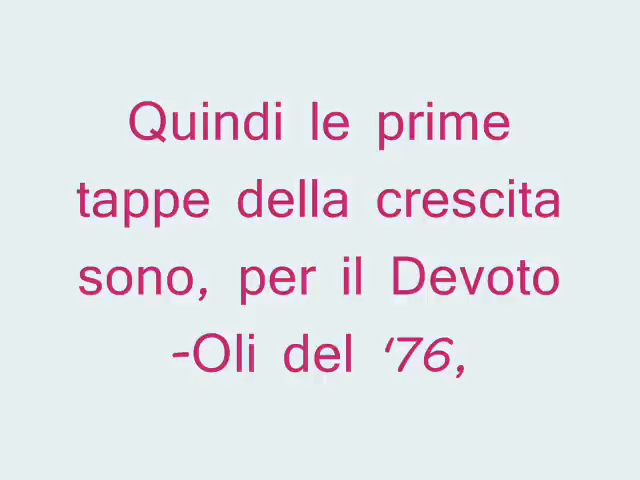 Quindi le prime
tappe della crescita
sono, per il Devoto
-Oli del '76,